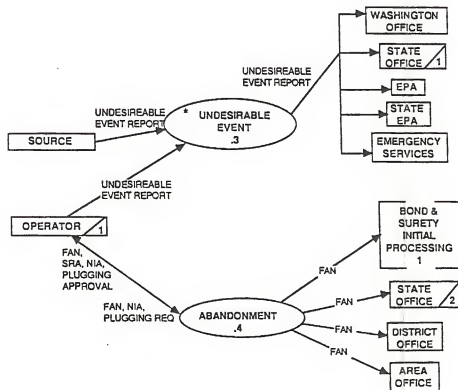 WASHINGTON
OFFICE
STATE
OFFICE
1
EPA
STATE
EPA
EMERGENCY
SERVICES
UNDESIREABLE
EVENT REPORT
UNDESIREABLE
EVENT REPORT
*
UNDESIRABLE
EVENT
.3
SOURCE
UNDESIREABLE
EVENT REPORT
OPERATOR
1
FAN,
SRA, NIA,
PLUGGING
APPROVAL
FAN, NIA,
PLUGGING REQ
ABANDONMENT
.4
FAN
FAN
FAN
FAN
BOND &
SURETY
INITIAL
PROCESSING
1
STATE
OFFICE
2
DISTRICT
OFFICE
AREA
OFFICE